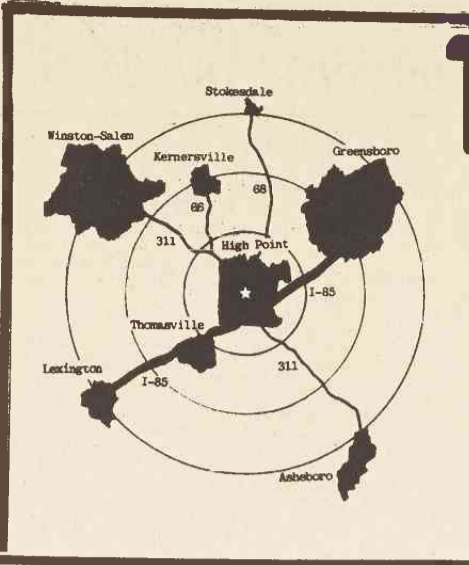 Stokesdale
Winston-Salem
Kernersville
Greensboro
68
66
311
High Point
I-85
Thomasville
311
Lexington
I-85
Asheboro